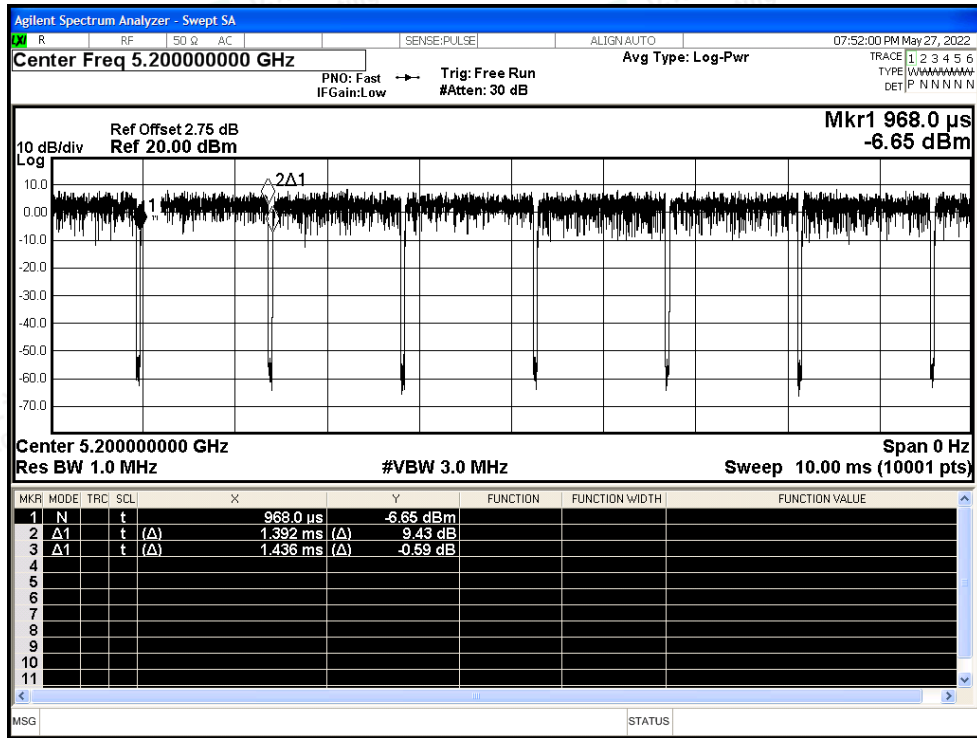 Agilent Spectrum Analyzer - Swept SA
LXI R RF 50 Ω AC SENSE:PULSE ALIGN AUTO 07:52:00 PM May 27, 2022
Center Freq 5.200000000 GHz Avg Type: Log-Pwr TRACE 1 2 3 4 5 6
PNO: Fast Trig: Free Run TYPE
IFGain:Low #Atten: 30 dB DET P N N N N N
Mkr1 968.0 µs
Ref Offset 2.75 dB
10 dB/div Ref 20.00 dBm -6.65 dBm
Log
2Δ1
10.0
1
0.00
-10.0
-20.0
-30.0
-40.0
-50.0
-60.0
-70.0
Center 5.200000000 GHz Span 0 Hz
Res BW 1.0 MHz #VBW 3.0 MHz Sweep 10.00 ms (10001 pts)
MKR MODE TRC SCL X Y FUNCTION FUNCTION WIDTH FUNCTION VALUE
1 N t 968.0 µs -6.65 dBm
2 Δ1 t (Δ) 1.392 ms (Δ) 9.43 dB
3 Δ1 t (Δ) 1.436 ms (Δ) -0.59 dB
4
5
6
7
8
9
10
11
MSG STATUS